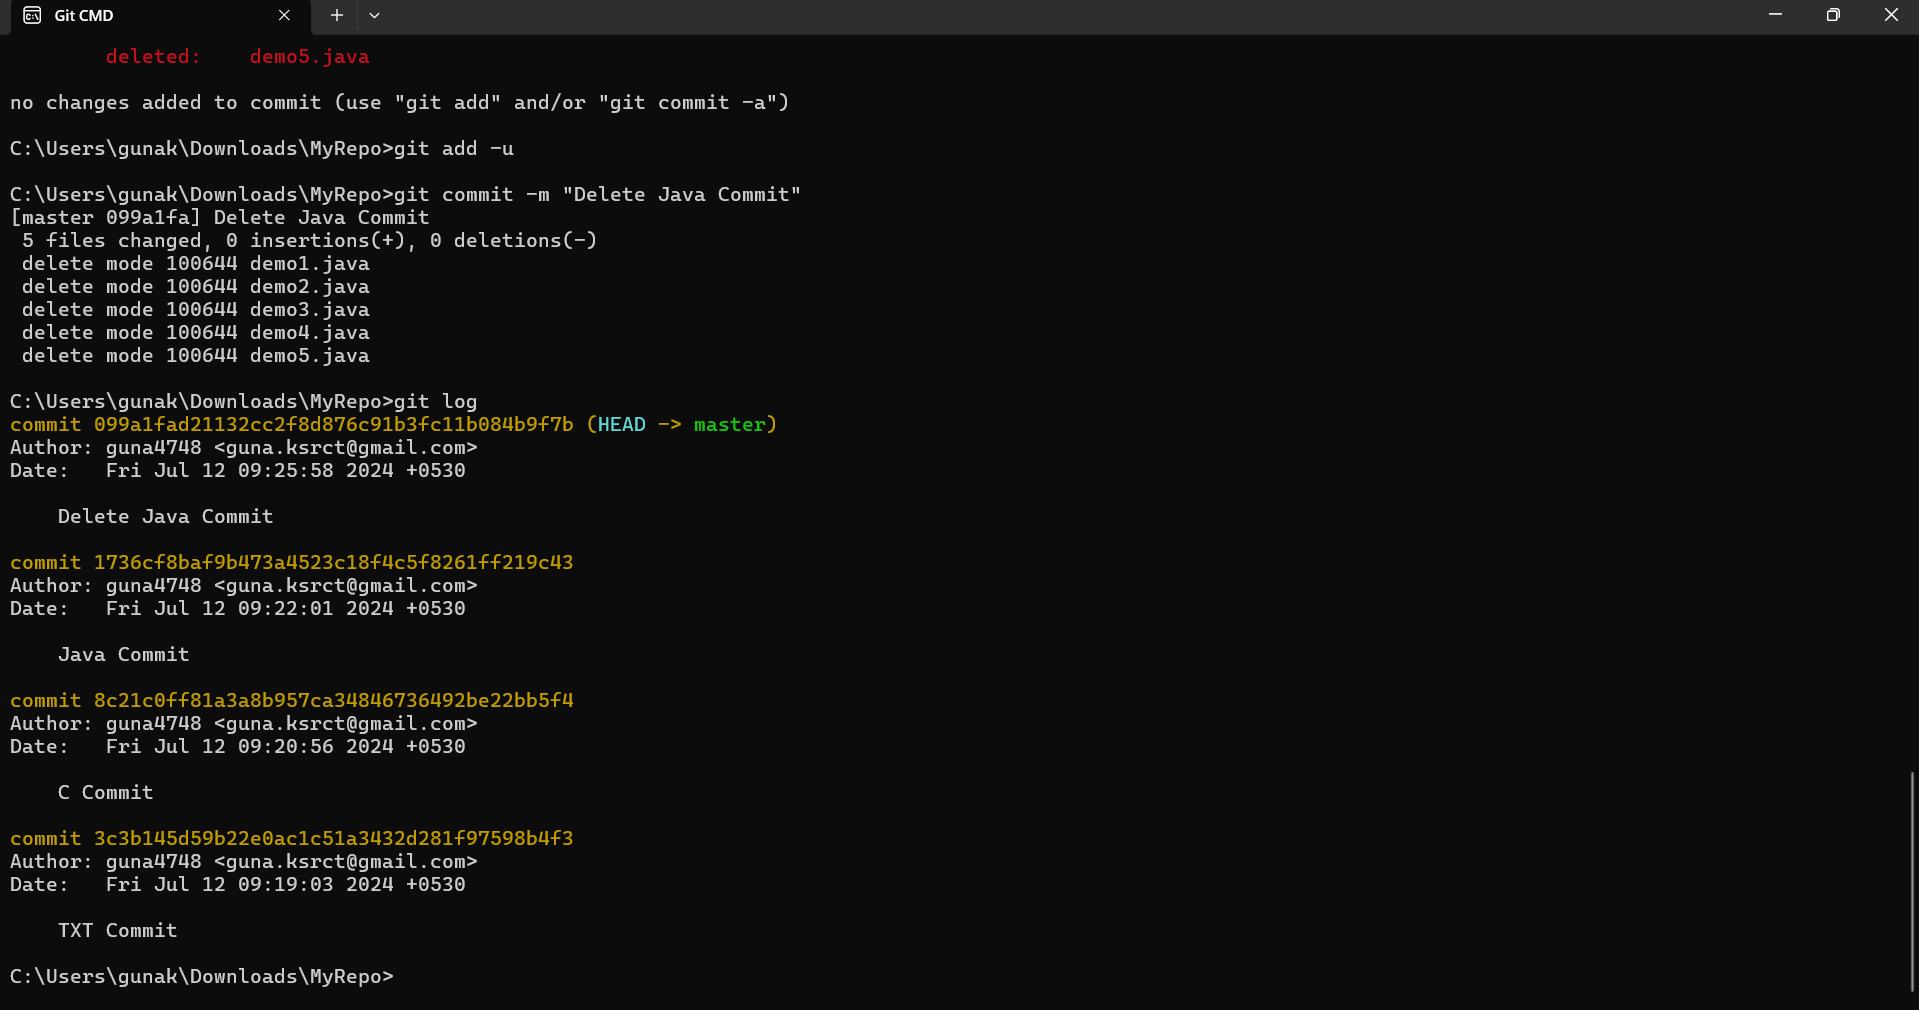 Git CMD
deleted: demo5.java
no changes added to commit (use "git add" and/or "git commit -a")
C:\Users\gunak\Downloads\MyRepo>git add -u
C:\Users\gunak\Downloads\MyRepo>git commit -m "Delete Java Commit"
[master 099a1fa] Delete Java Commit
5 files changed, 0 insertions(+), 0 deletions(-)
delete mode 100644 demo1.java
delete mode 100644 demo2.java
delete mode 100644 demo3.java
delete mode 100644 demo4.java
delete mode 100644 demo5.java
C:\Users\gunak\Downloads\MyRepo>git log
commit 099a1fad21132cc2f8d876c91b3fc11b084b9f7b (HEAD -> master)
Author: guna4748 <guna.ksrct@gmail.com>
Date:   Fri Jul 12 09:25:58 2024 +0530
Delete Java Commit
commit 1736cf8baf9b473a4523c18f4c5f8261ff219c43
Author: guna4748 <guna.ksrct@gmail.com>
Date:   Fri Jul 12 09:22:01 2024 +0530
Java Commit
commit 8c21c0ff81a3a8b957ca34846736492be22bb5f4
Author: guna4748 <guna.ksrct@gmail.com>
Date:   Fri Jul 12 09:20:56 2024 +0530
C Commit
commit 3c3b145d59b22e0ac1c51a3432d281f97598b4f3
Author: guna4748 <guna.ksrct@gmail.com>
Date:   Fri Jul 12 09:19:03 2024 +0530
TXT Commit
C:\Users\gunak\Downloads\MyRepo>